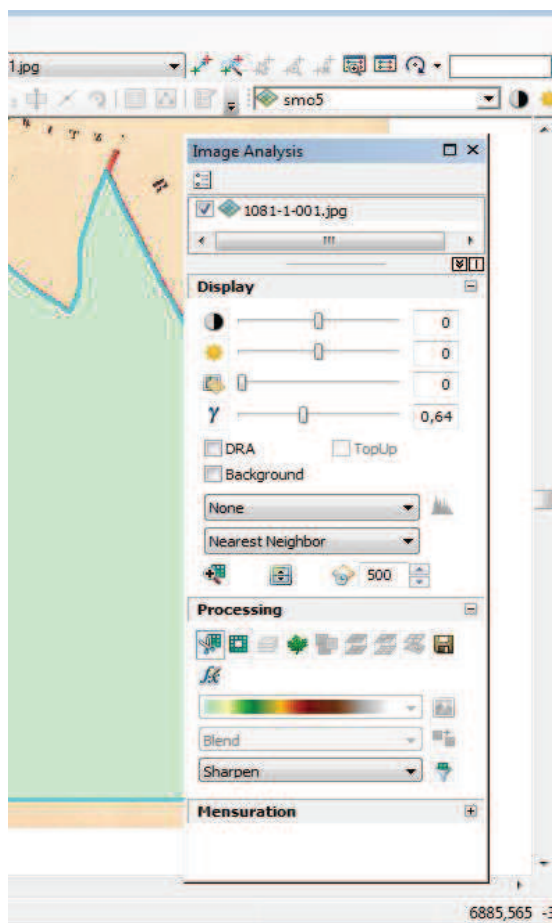 1.jpg
smo5
Image Analysis
1081-1-001.jpg
Display
0
0
0
γ 0,64
DRA TopUp
Background
None
Nearest Neighbor
500
Processing
fx
Blend
Sharpen
Mensuration
6885,565